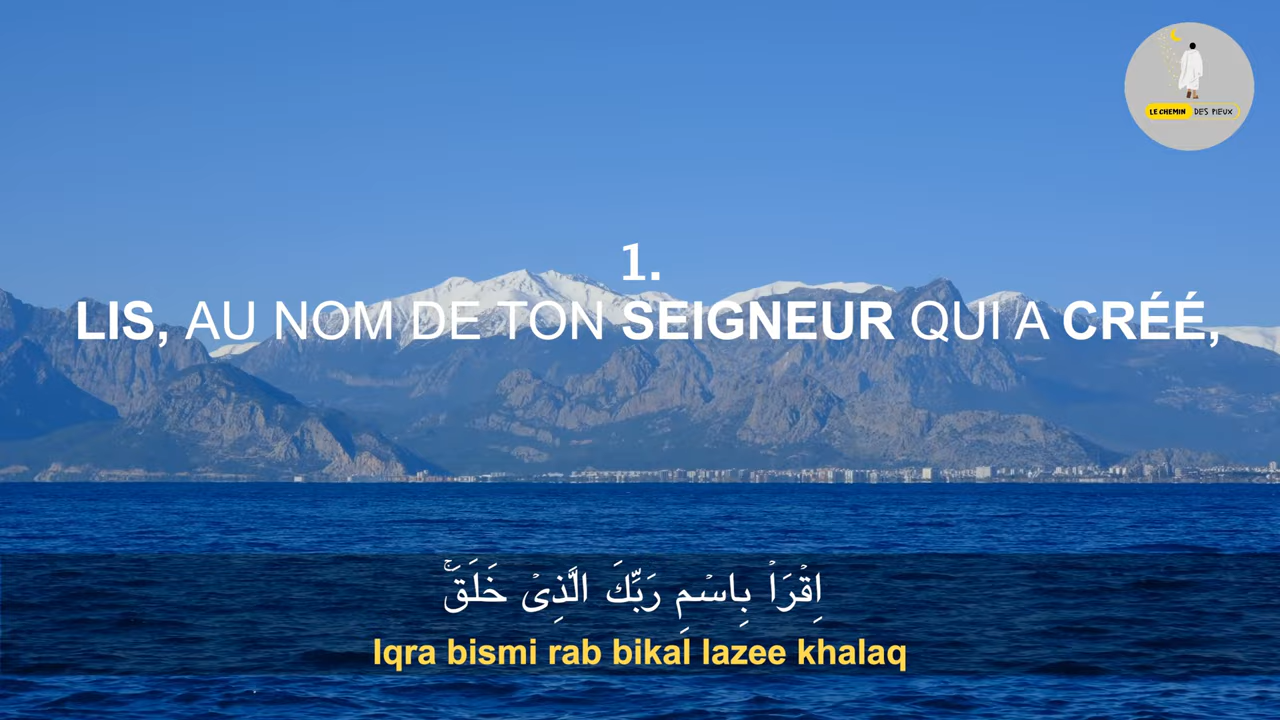 LE CHEMIN DES PIEUX
1.
LIS, AU NOM DE TON SEIGNEUR QUI A CRÉÉ,
اِقۡرَاۡ بِاسۡمِ رَبِّكَ الَّذِىۡ خَلَقَ‌ۚ
Iqra bismi rab bikal lazee khalaq